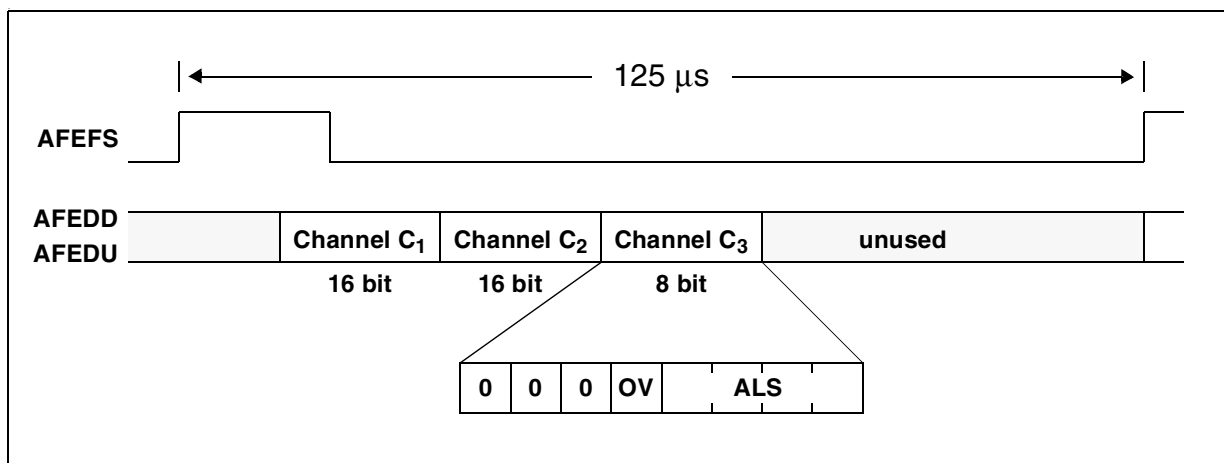 125 µs
AFEFS
AFEDD
AFEDU
Channel C1 Channel C2 Channel C3 unused
16 bit 16 bit 8 bit
0 0 0 OV ALS